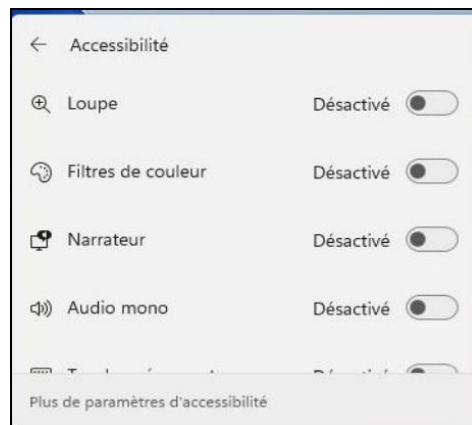 Accessibilité
Loupe Désactivé
Filtres de couleur Désactivé
Narrateur Désactivé
Audio mono Désactivé
Plus de paramètres d'accessibilité